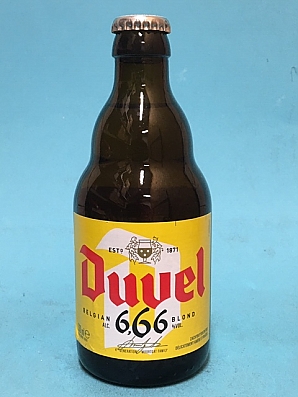 ESTD 1871
Duvel
BELGIAN BLOND
ALC. 6,66 %VOL.